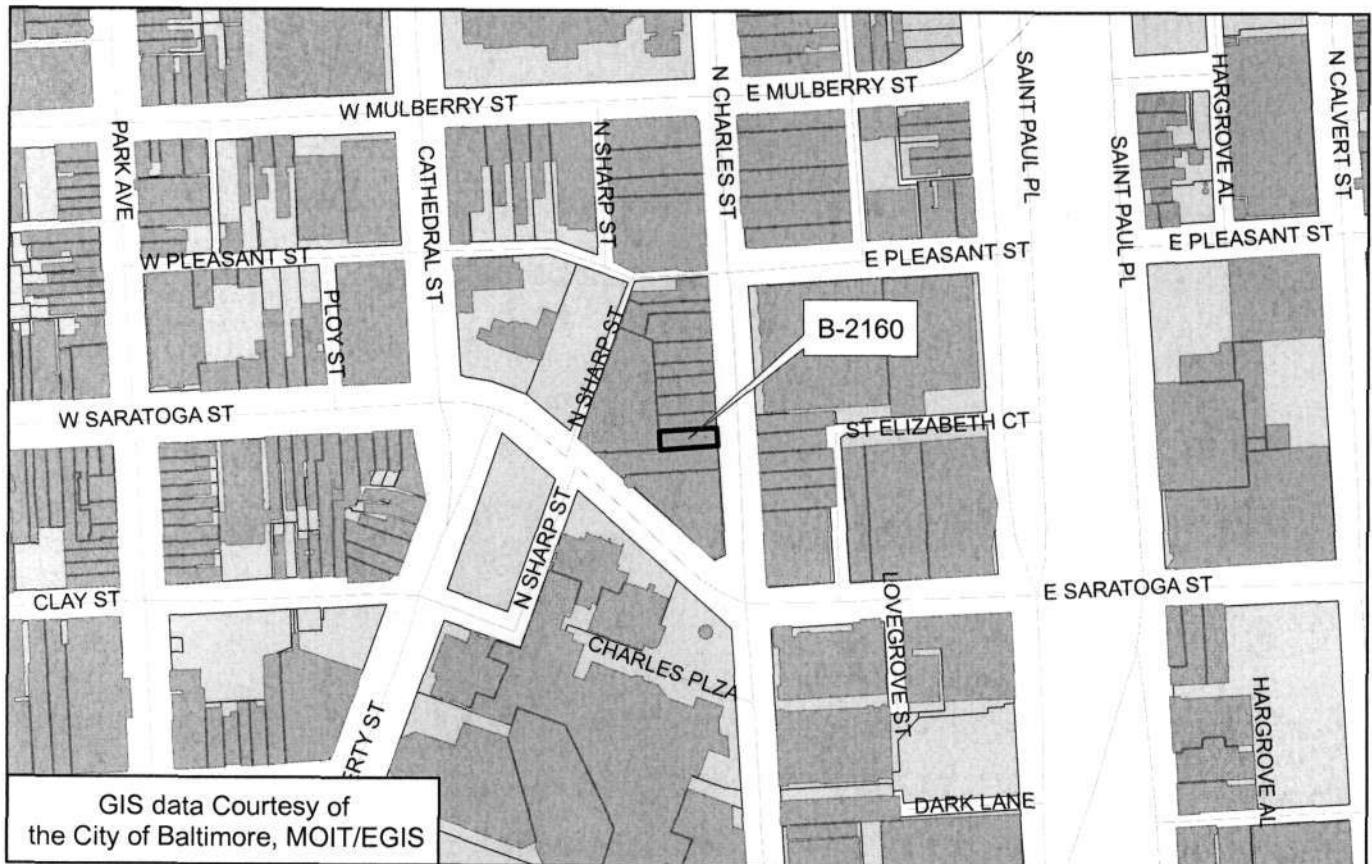 W MULBERRY ST
E MULBERRY ST
N CHARLES ST
SAINT PAUL PL
HARGROVE AL
N CALVERT ST
PARK AVE
CATHEDRAL ST
N SHARP ST
SAINT PAUL PL
W PLEASANT ST
E PLEASANT ST
E PLEASANT ST
PLOY ST
N SHARP ST
B-2160
W SARATOGA ST
ST ELIZABETH CT
N SHARP ST
CLAY ST
E SARATOGA ST
LOVEGROVE ST
CHARLES PLZA
HARGROVE AL
ERTY ST
DARK LANE
GIS data Courtesy of
the City of Baltimore, MOIT/EGIS